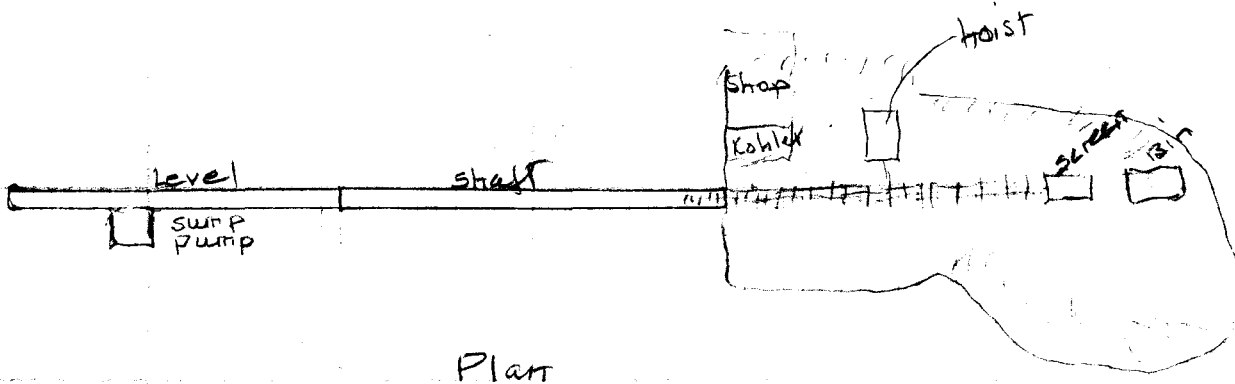 Hoist
Shop
Kohler
Screen
Bin
Level
Shaft
sump
pump
Plan